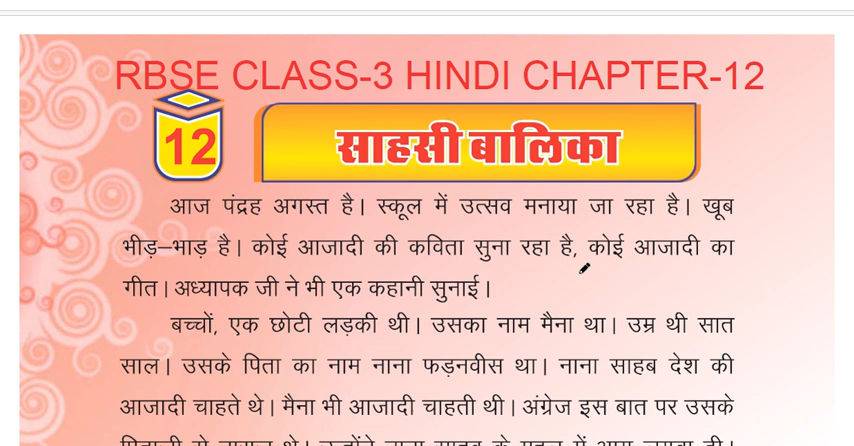 RBSE CLASS-3 HINDI CHAPTER-12
12
साहसी बालिका
आज पंद्रह अगस्त है। स्कूल में उत्सव मनाया जा रहा है। खूब
भीड़–भाड़ है। कोई आजादी की कविता सुना रहा है, कोई आजादी का
गीत। अध्यापक जी ने भी एक कहानी सुनाई।
बच्चों, एक छोटी लड़की थी। उसका नाम मैना था। उम्र थी सात
साल। उसके पिता का नाम नाना फड़नवीस था। नाना साहब देश की
आजादी चाहते थे। मैना भी आजादी चाहती थी। अंग्रेज इस बात पर उसके